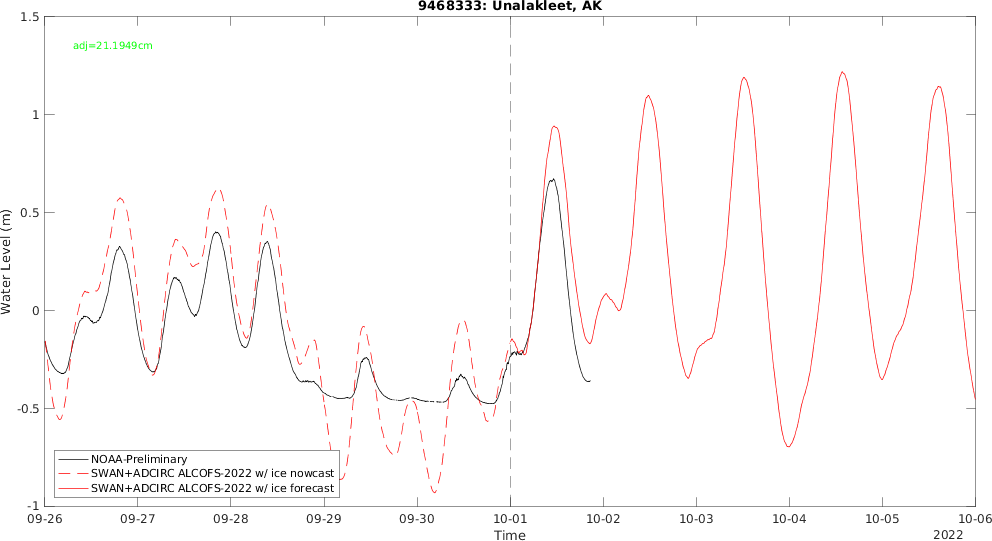 9468333: Unalakleet, AK
adj=21.1949cm
1.5
1
0.5
0
-0.5
-1
Water Level (m)
NOAA-Preliminary
SWAN+ADCIRC ALCOFS-2022 w/ ice nowcast
SWAN+ADCIRC ALCOFS-2022 w/ ice forecast
09-26 09-27 09-28 09-29 09-30 10-01 10-02 10-03 10-04 10-05 10-06
Time
2022